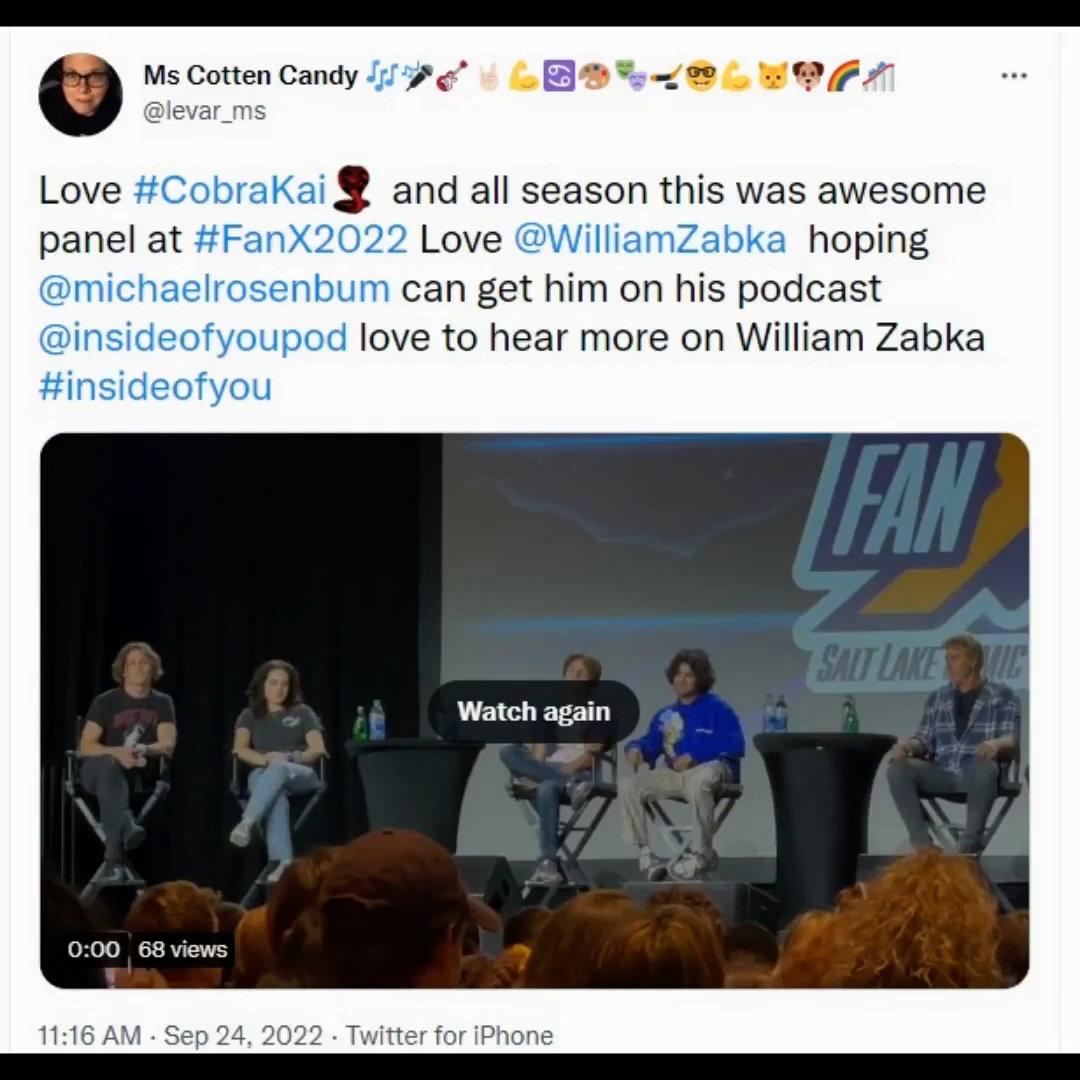 Ms Cotten Candy 🎶🎤🎸🤘🏻💪♋🎨🎭🏒🤓💪🐱🐶🌈🎢
@levar_ms
Love #CobraKai and all season this was awesome
panel at #FanX2022 Love @WilliamZabka hoping
@michaelrosenbum can get him on his podcast
@insideofyoupod love to hear more on William Zabka
#insideofyou
FAN
SALT LAKE
Watch again
0:00 68 views
11:16 AM · Sep 24, 2022 · Twitter for iPhone